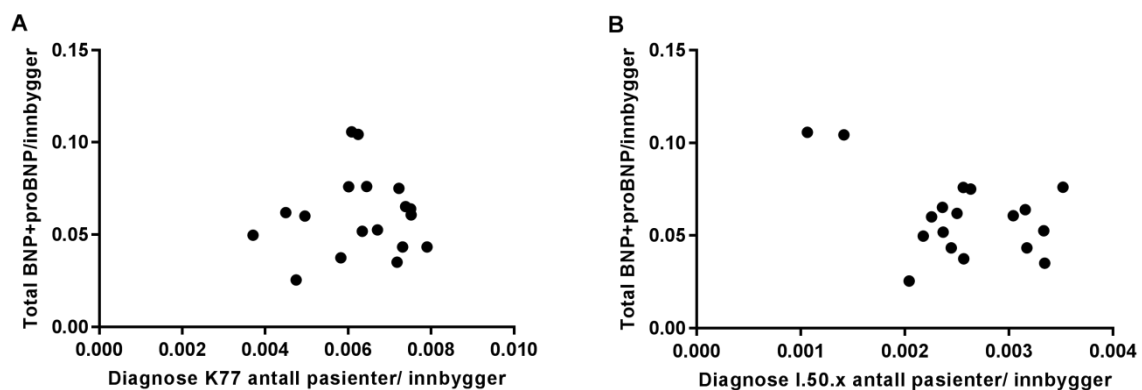 A
Total BNP+proBNP/innbygger
0.15
0.10
0.05
0.00
0.000 0.002 0.004 0.006 0.008 0.010
Diagnose K77 antall pasienter/ innbygger
B
Total BNP+proBNP/innbygger
0.15
0.10
0.05
0.00
0.000 0.001 0.002 0.003 0.004
Diagnose I.50.x antall pasienter/ innbygger